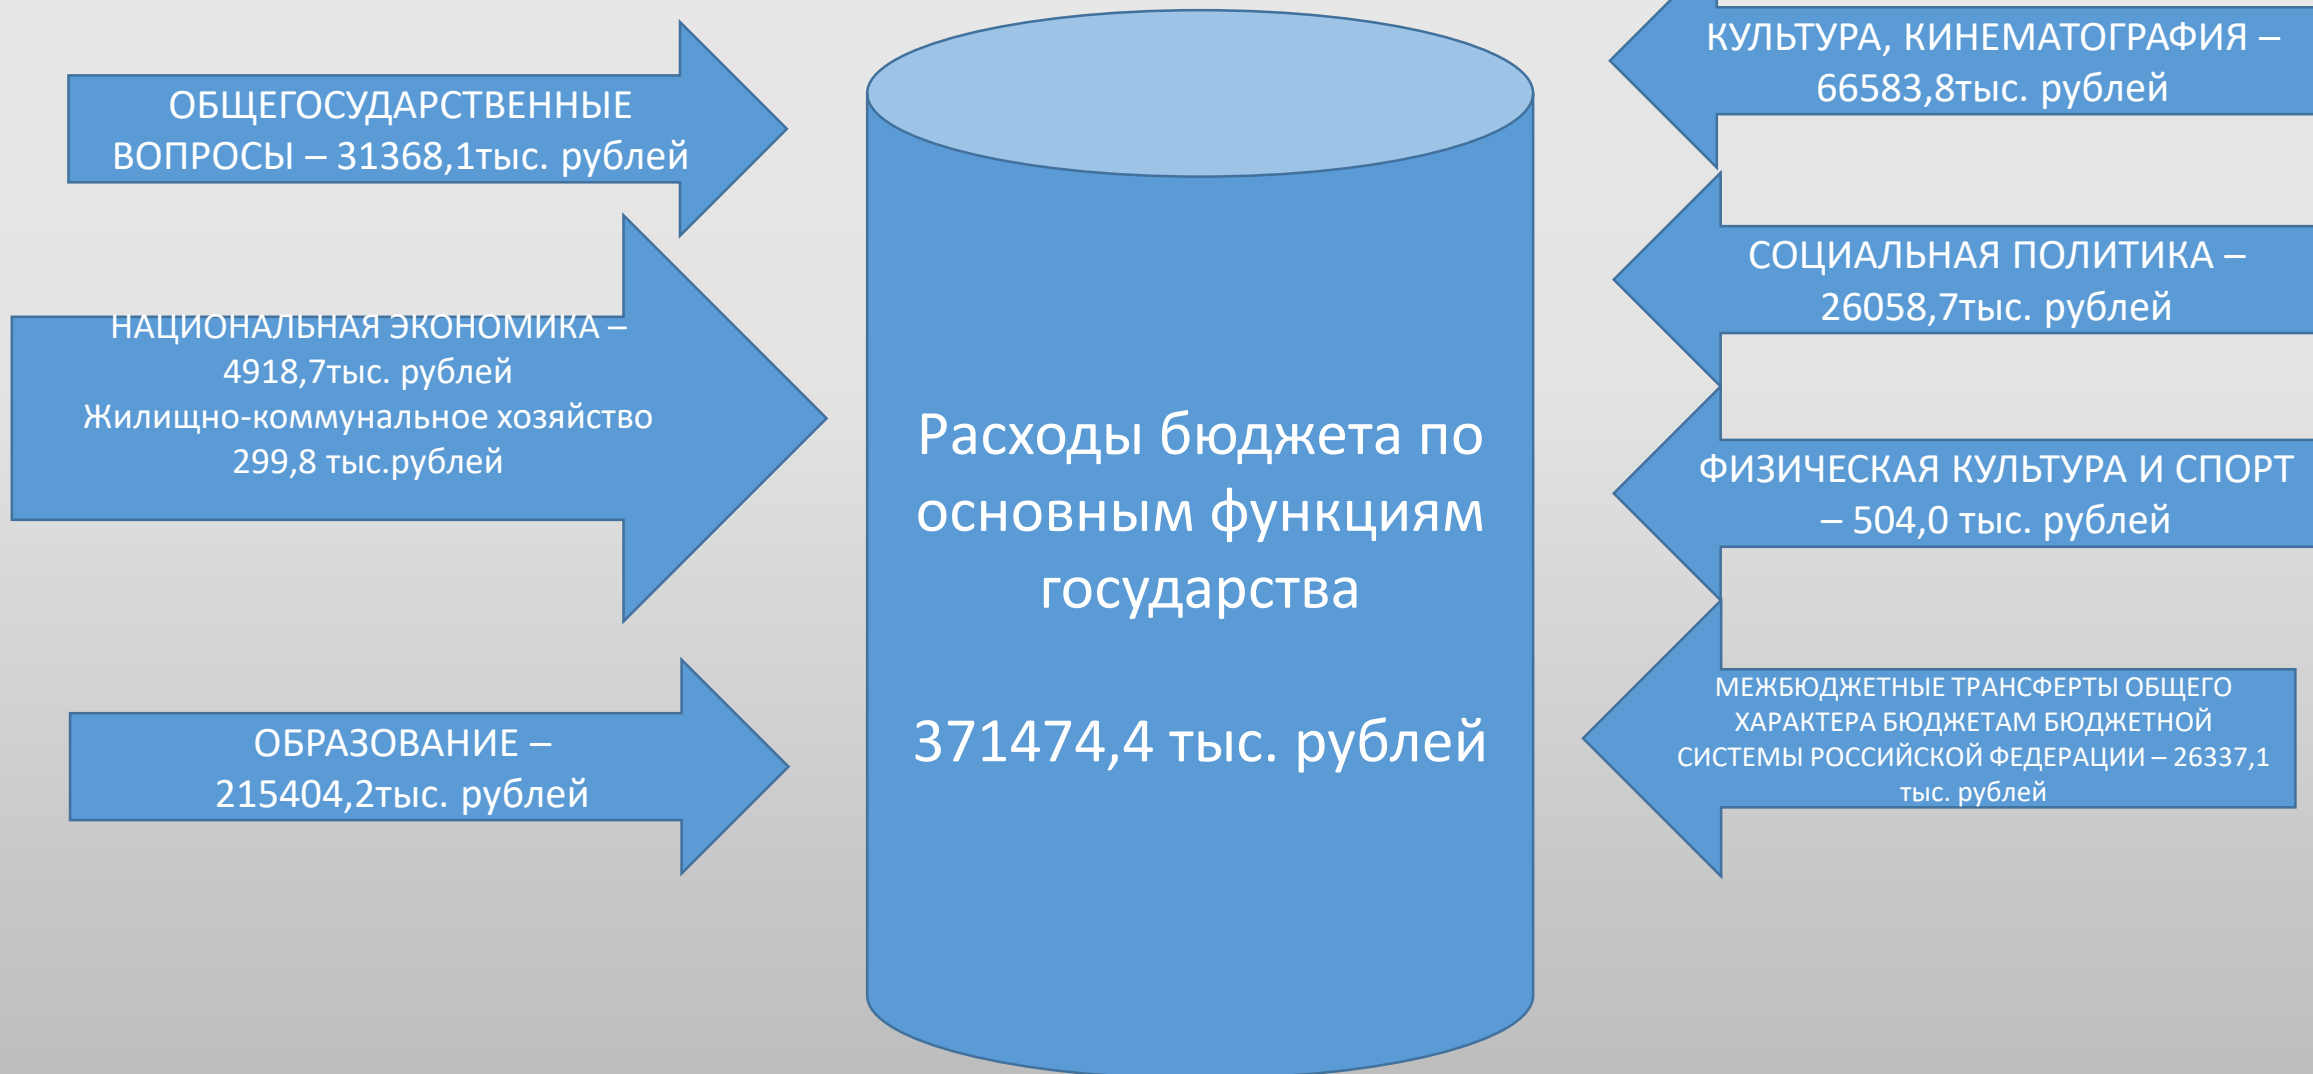 ОБЩЕГОСУДАРСТВЕННЫЕ
ВОПРОСЫ – 31368,1тыс. рублей
НАЦИОНАЛЬНАЯ ЭКОНОМИКА –
4918,7тыс. рублей
Жилищно-коммунальное хозяйство
299,8 тыс.рублей
ОБРАЗОВАНИЕ –
215404,2тыс. рублей
Расходы бюджета по
основным функциям
государства
371474,4 тыс. рублей
КУЛЬТУРА, КИНЕМАТОГРАФИЯ –
66583,8тыс. рублей
СОЦИАЛЬНАЯ ПОЛИТИКА –
26058,7тыс. рублей
ФИЗИЧЕСКАЯ КУЛЬТУРА И СПОРТ
– 504,0 тыс. рублей
МЕЖБЮДЖЕТНЫЕ ТРАНСФЕРТЫ ОБЩЕГО
ХАРАКТЕРА БЮДЖЕТАМ БЮДЖЕТНОЙ
СИСТЕМЫ РОССИЙСКОЙ ФЕДЕРАЦИИ – 26337,1
тыс. рублей